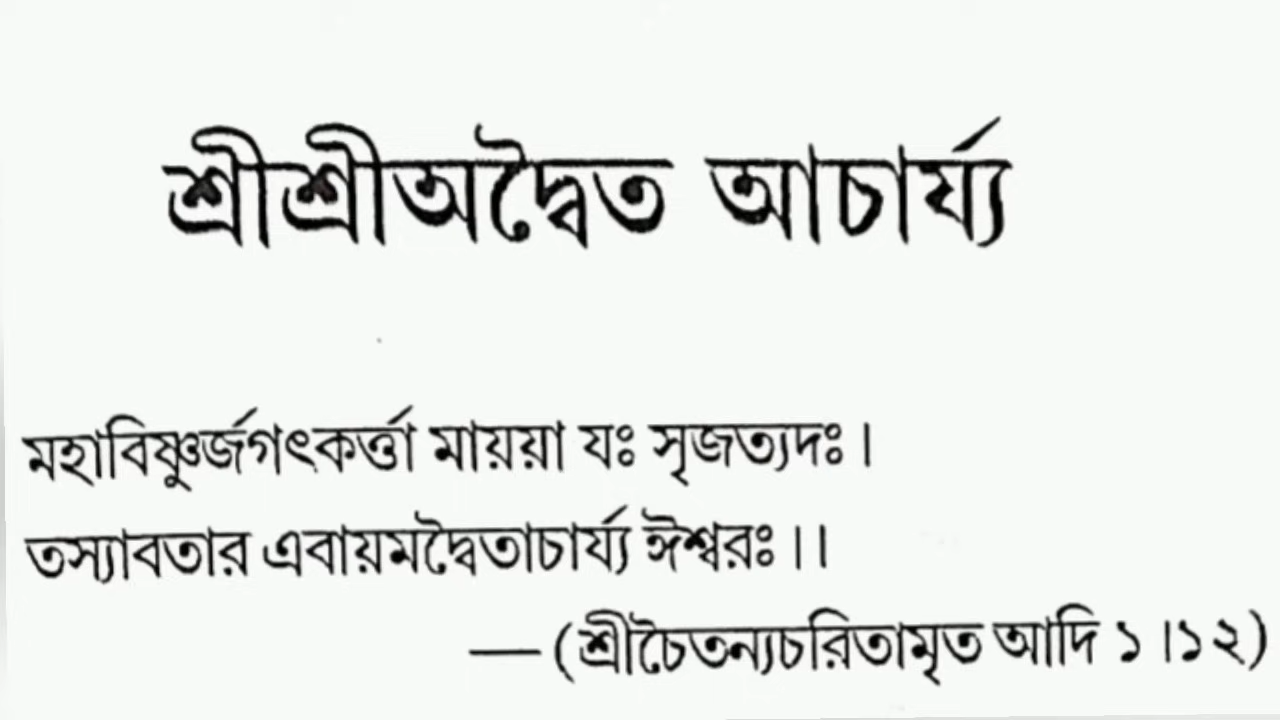 শ্রীশ্রীঅদ্বৈত আচার্য্য
মহাবিষ্ণুর্জগৎকর্ত্তা মায়য়া যঃ সৃজত্যদঃ।
তস্যাবতার এবায়মদ্বৈতাচার্য্য ঈশ্বরঃ।।
—(শ্রীচৈতন্যচরিতামৃত আদি ১।১২)